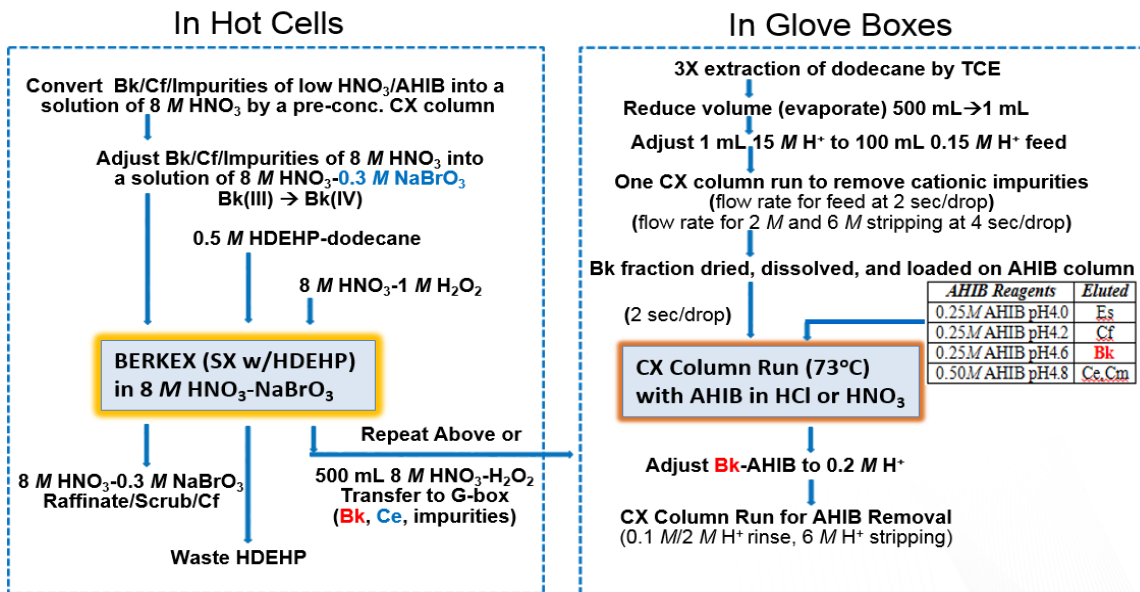 In Hot Cells
Convert Bk/Cf/Impurities of low HNO₃/AHIB into a
solution of 8 M HNO₃ by a pre-conc. CX column
Adjust Bk/Cf/Impurities of 8 M HNO₃ into
a solution of 8 M HNO₃-0.3 M NaBrO₃
Bk(III) → Bk(IV)
0.5 M HDEHP-dodecane
8 M HNO₃-1 M H₂O₂
BERKEX (SX w/HDEHP)
in 8 M HNO₃-NaBrO₃
Repeat Above or
8 M HNO₃-0.3 M NaBrO₃
Raffinate/Scrub/Cf
500 mL 8 M HNO₃-H₂O₂
Transfer to G-box
(Bk, Ce, impurities)
Waste HDEHP
In Glove Boxes
3X extraction of dodecane by TCE
Reduce volume (evaporate) 500 mL→1 mL
Adjust 1 mL 15 M H⁺ to 100 mL 0.15 M H⁺ feed
One CX column run to remove cationic impurities
(flow rate for feed at 2 sec/drop)
(flow rate for 2 M and 6 M stripping at 4 sec/drop)
Bk fraction dried, dissolved, and loaded on AHIB column
(2 sec/drop)
AHIB Reagents Eluted
0.25M AHIB pH4.0 Es
0.25M AHIB pH4.2 Cf
0.25M AHIB pH4.6 Bk
0.50M AHIB pH4.8 Ce,Cm
CX Column Run (73ºC)
with AHIB in HCl or HNO₃
Adjust Bk-AHIB to 0.2 M H⁺
CX Column Run for AHIB Removal
(0.1 M/2 M H⁺ rinse, 6 M H⁺ stripping)